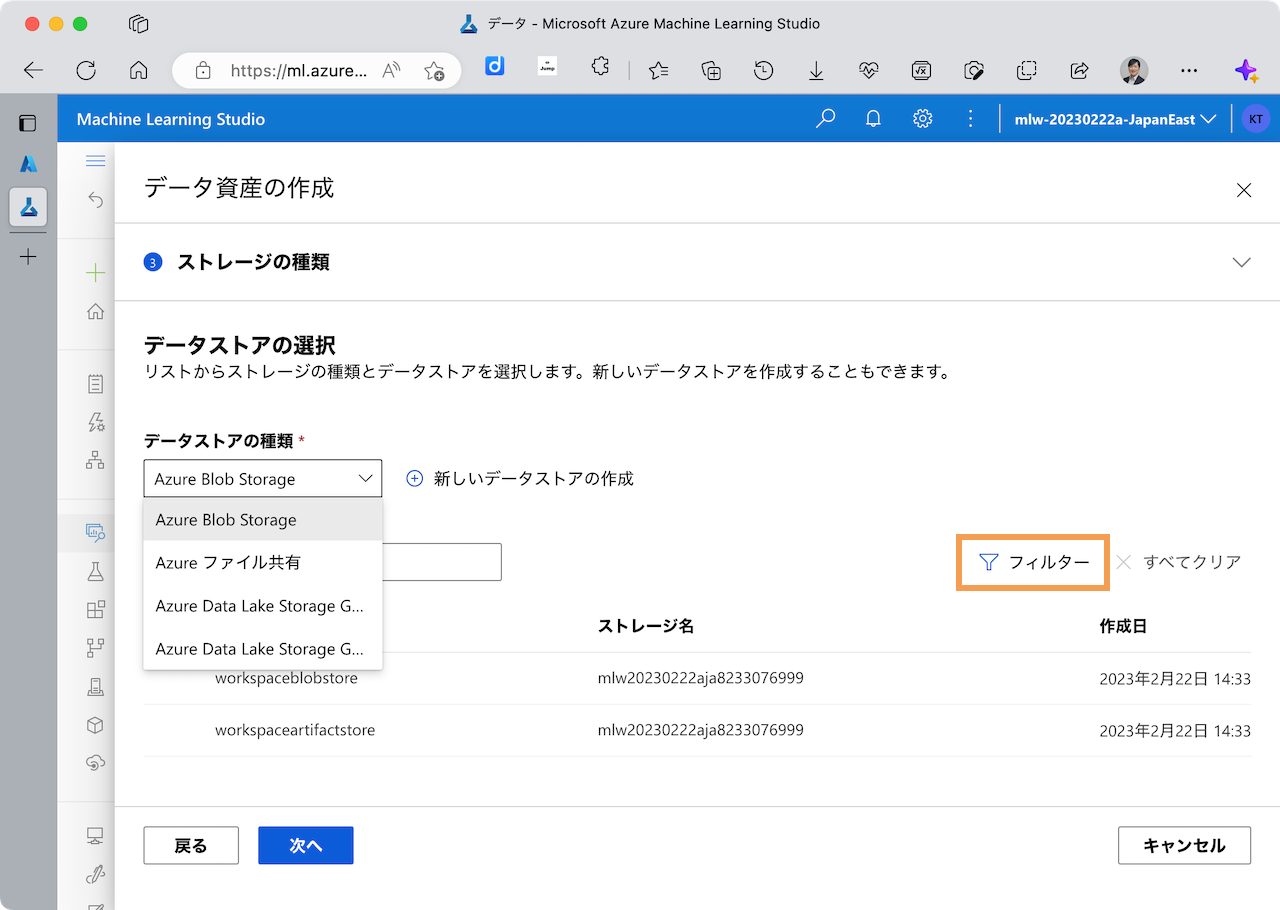 データ - Microsoft Azure Machine Learning Studio
https://ml.azure...
Machine Learning Studio
mlw-20230222a-JapanEast
KT
データ資産の作成
3 ストレージの種類
データストアの選択
リストからストレージの種類とデータストアを選択します。新しいデータストアを作成することもできます。
データストアの種類 *
Azure Blob Storage
新しいデータストアの作成
Azure Blob Storage
Azure ファイル共有
Azure Data Lake Storage G...
Azure Data Lake Storage G...
フィルター
すべてクリア
ストレージ名 作成日
workspaceblobstore mlw20230222aja8233076999 2023年2月22日 14:33
workspaceartifactstore mlw20230222aja8233076999 2023年2月22日 14:33
戻る
次へ
キャンセル